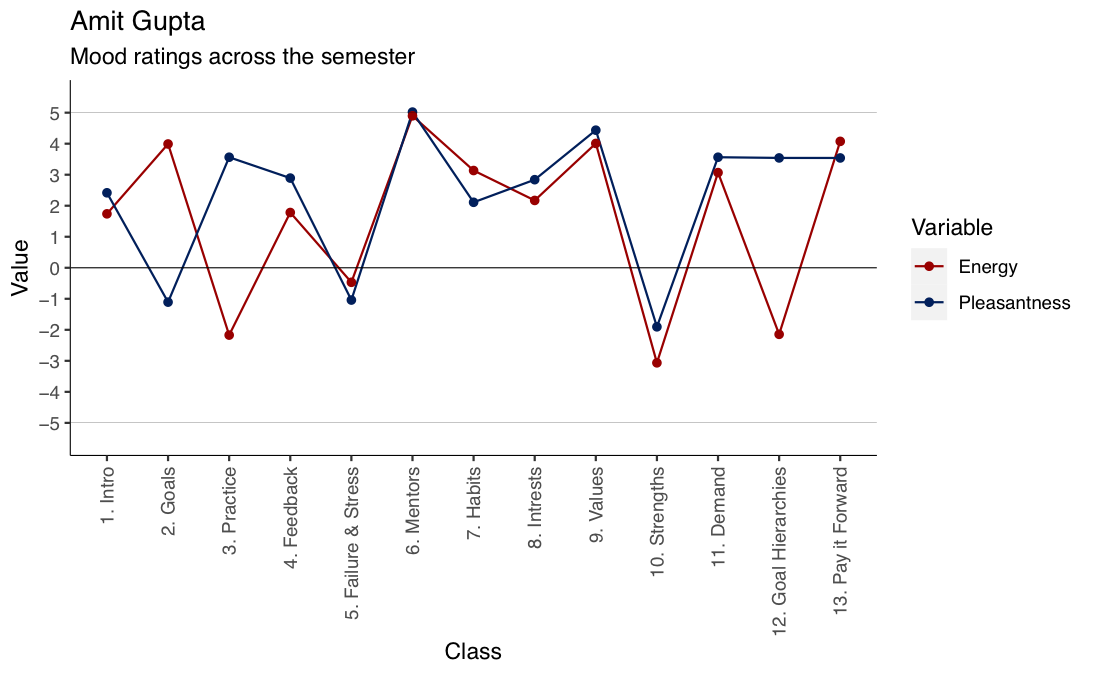 Amit Gupta
Mood ratings across the semester
Value
5
4
3
2
1
0
−1
−2
−3
−4
−5
1. Intro
2. Goals
3. Practice
4. Feedback
5. Failure & Stress
6. Mentors
7. Habits
8. Intrests
9. Values
10. Strengths
11. Demand
12. Goal Hierarchies
13. Pay it Forward
Class
Variable
Energy
Pleasantness